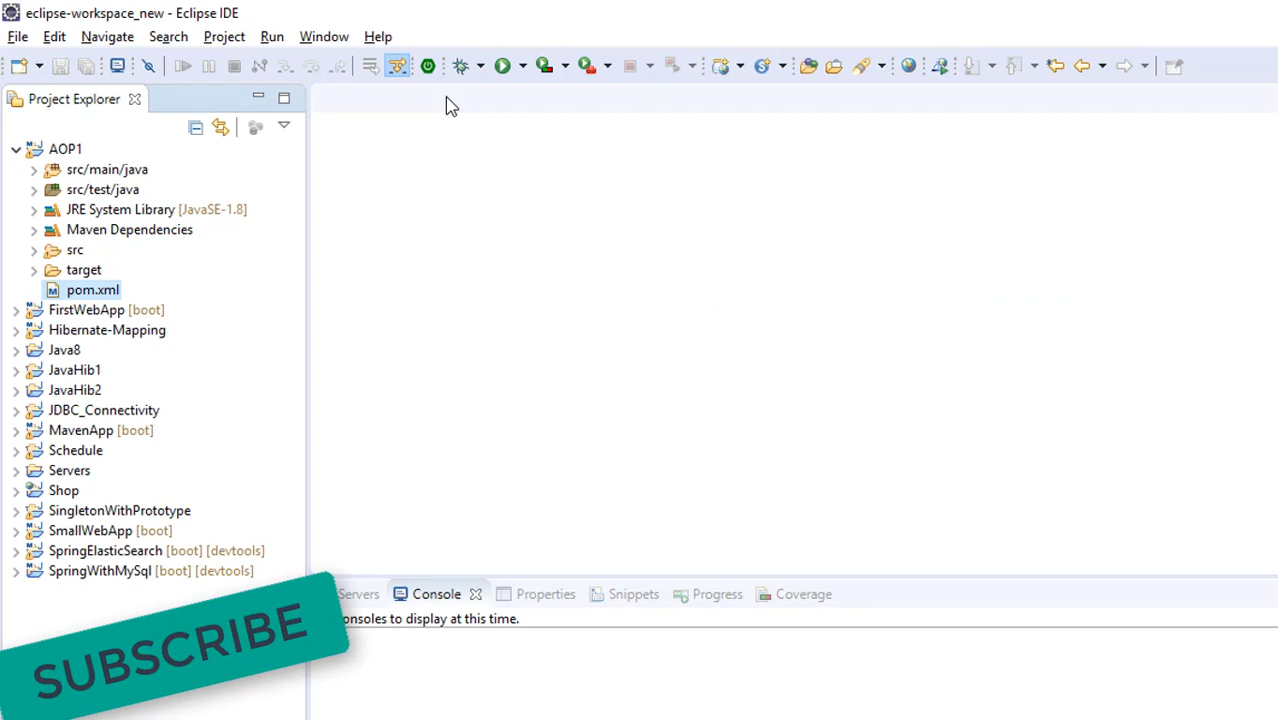 eclipse-workspace_new - Eclipse IDE
File Edit Navigate Search Project Run Window Help
Project Explorer
AOP1
src/main/java
src/test/java
JRE System Library [JavaSE-1.8]
Maven Dependencies
src
target
pom.xml
FirstWebApp [boot]
Hibernate-Mapping
Java8
JavaHib1
JavaHib2
JDBC_Connectivity
MavenApp [boot]
Schedule
Servers
Shop
SingletonWithPrototype
SmallWebApp [boot]
SpringElasticSearch [boot] [devtools]
SpringWithMySql [boot] [devtools]
Servers Console Properties Snippets Progress Coverage
onsoles to display at this time.
SUBSCRIBE